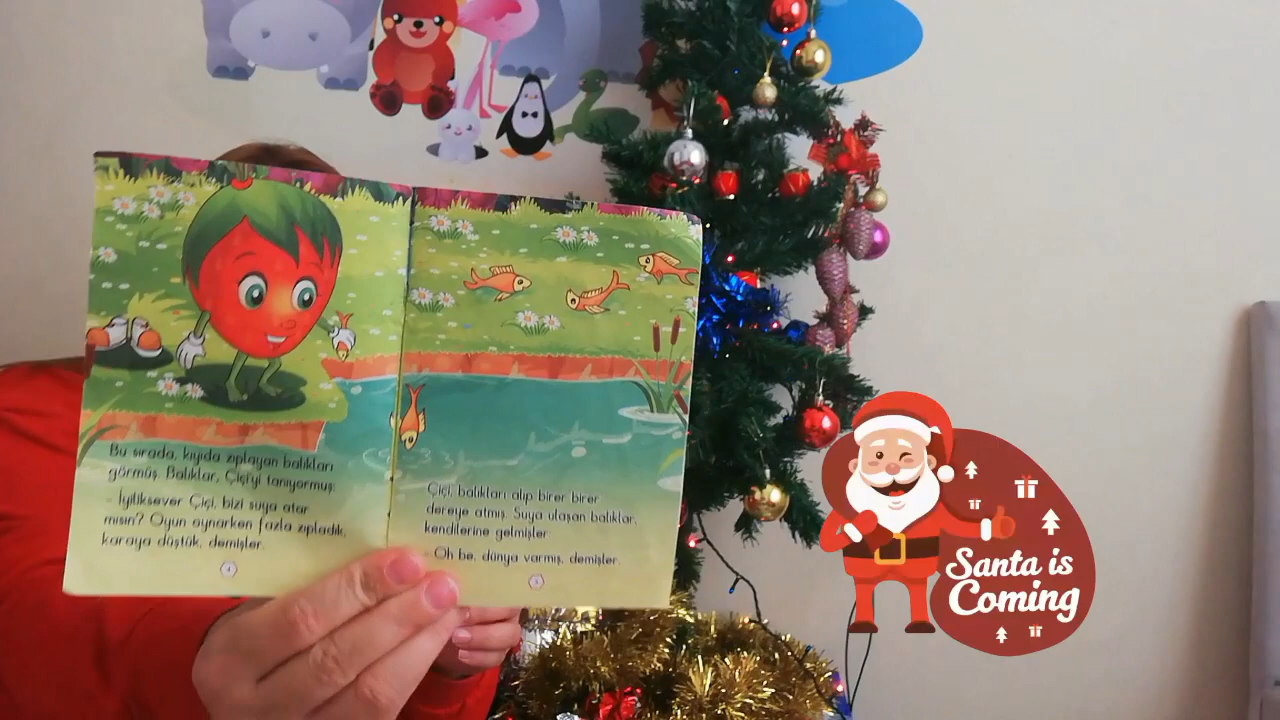 Bu sırada, kıyıda zıplayan balıkları
görmüş. Balıklar, Çiçi'yi tanıyormuş:
- İyiliksever Çiçi, bizi suya atar
mısın? Oyun oynarken fazla zıpladık,
karaya düştük, demişler.
4
Çiçi, balıkları alıp birer birer
dereye atmış. Suya ulaşan balıklar,
kendilerine gelmişler.
- Oh be, dünya varmış, demişler.
5
Santa is
Coming